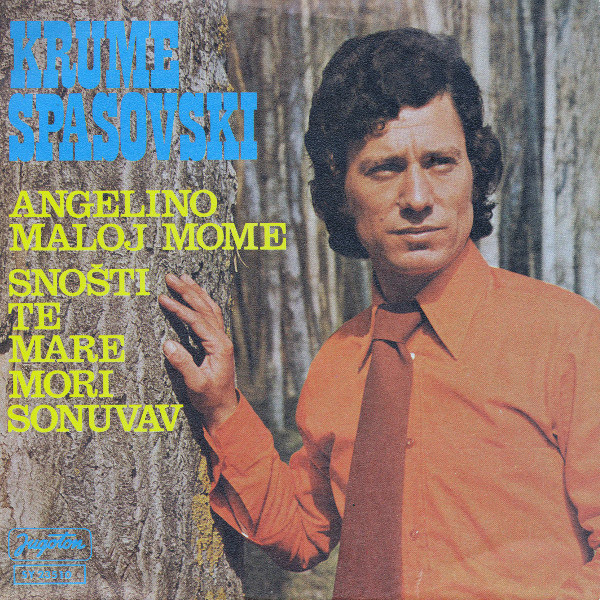 KRUME
SPASOVSKI
ANGELINO
MALOJ MOME
SNOŠTI
TE
MARE
MORI
SONUVAV
Jugoton